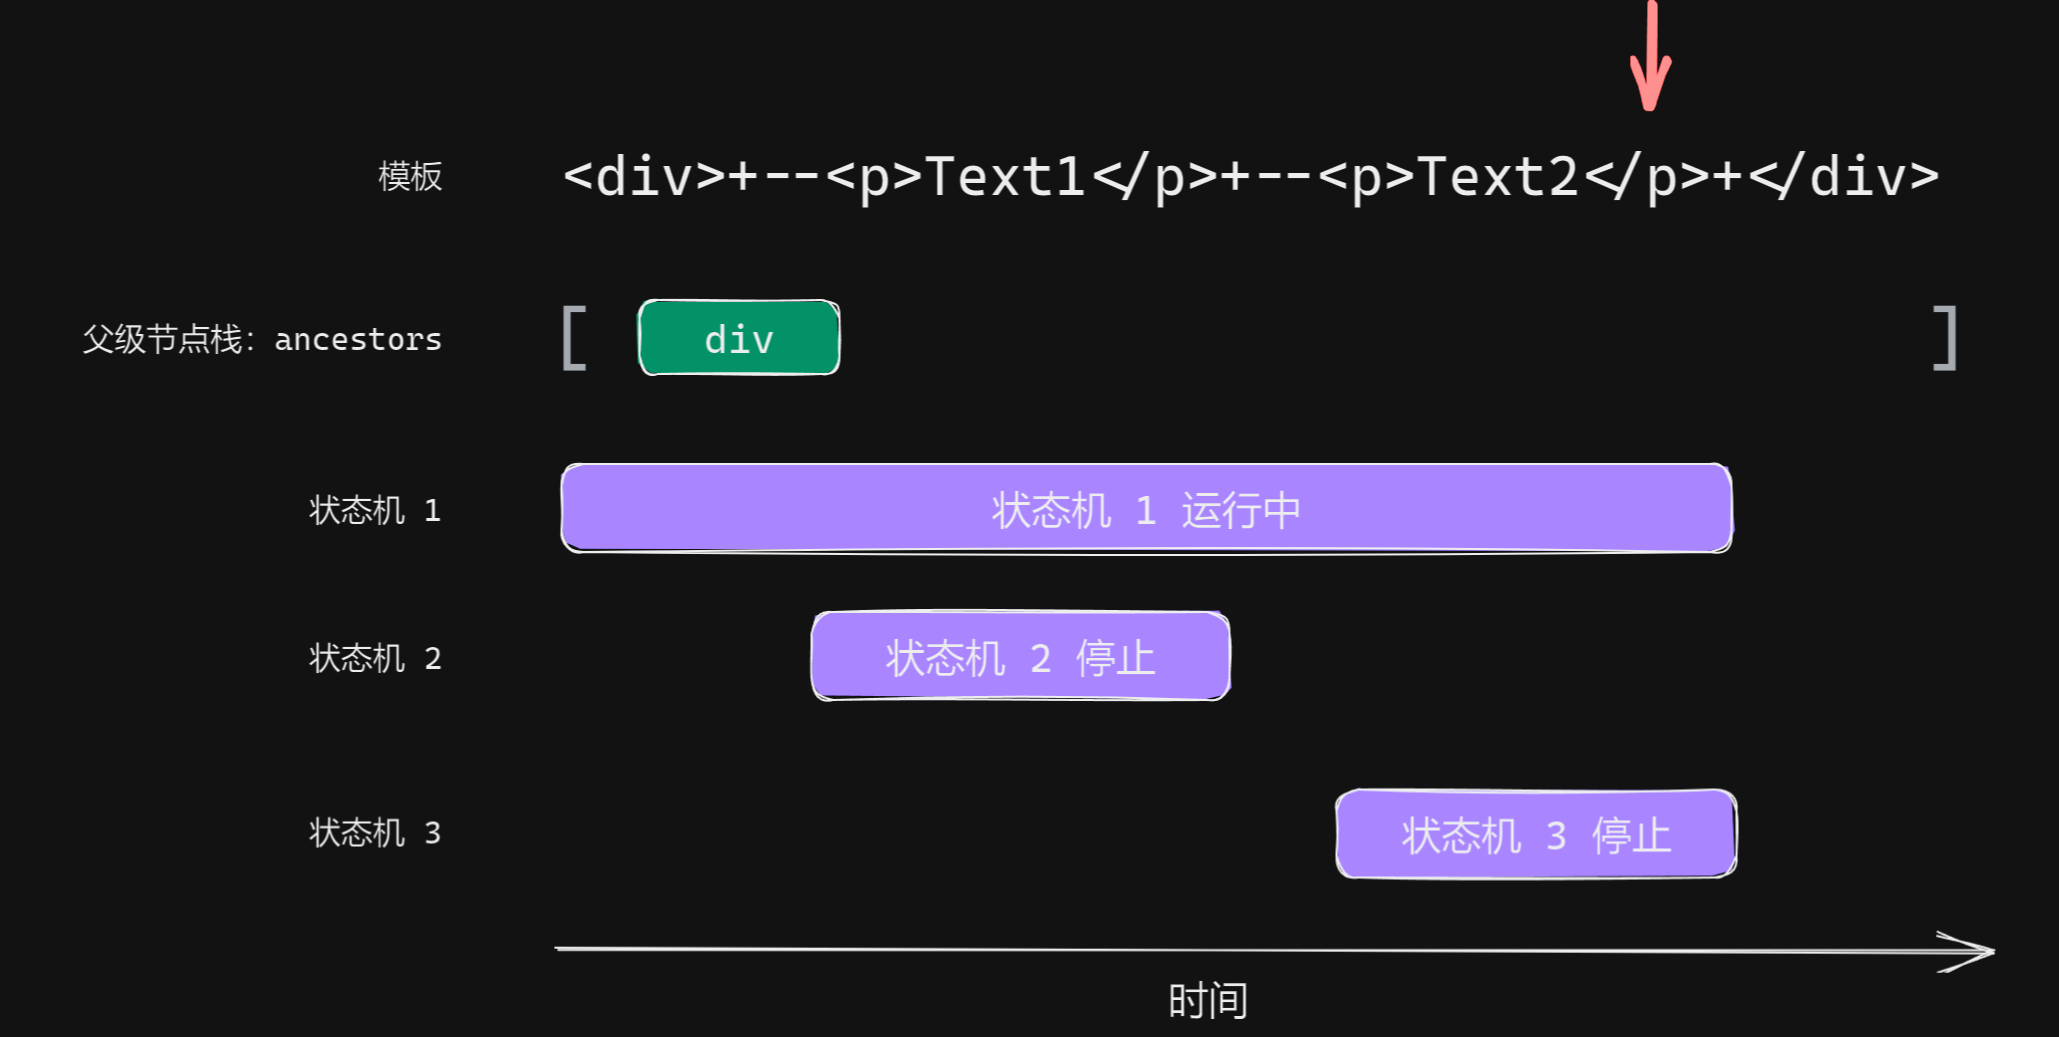 模板 <div>+--<p>Text1</p>+--<p>Text2</p>+</div>
父级节点栈：ancestors [ div ]
状态机 1 状态机 1 运行中
状态机 2 状态机 2 停止
状态机 3 状态机 3 停止
时间